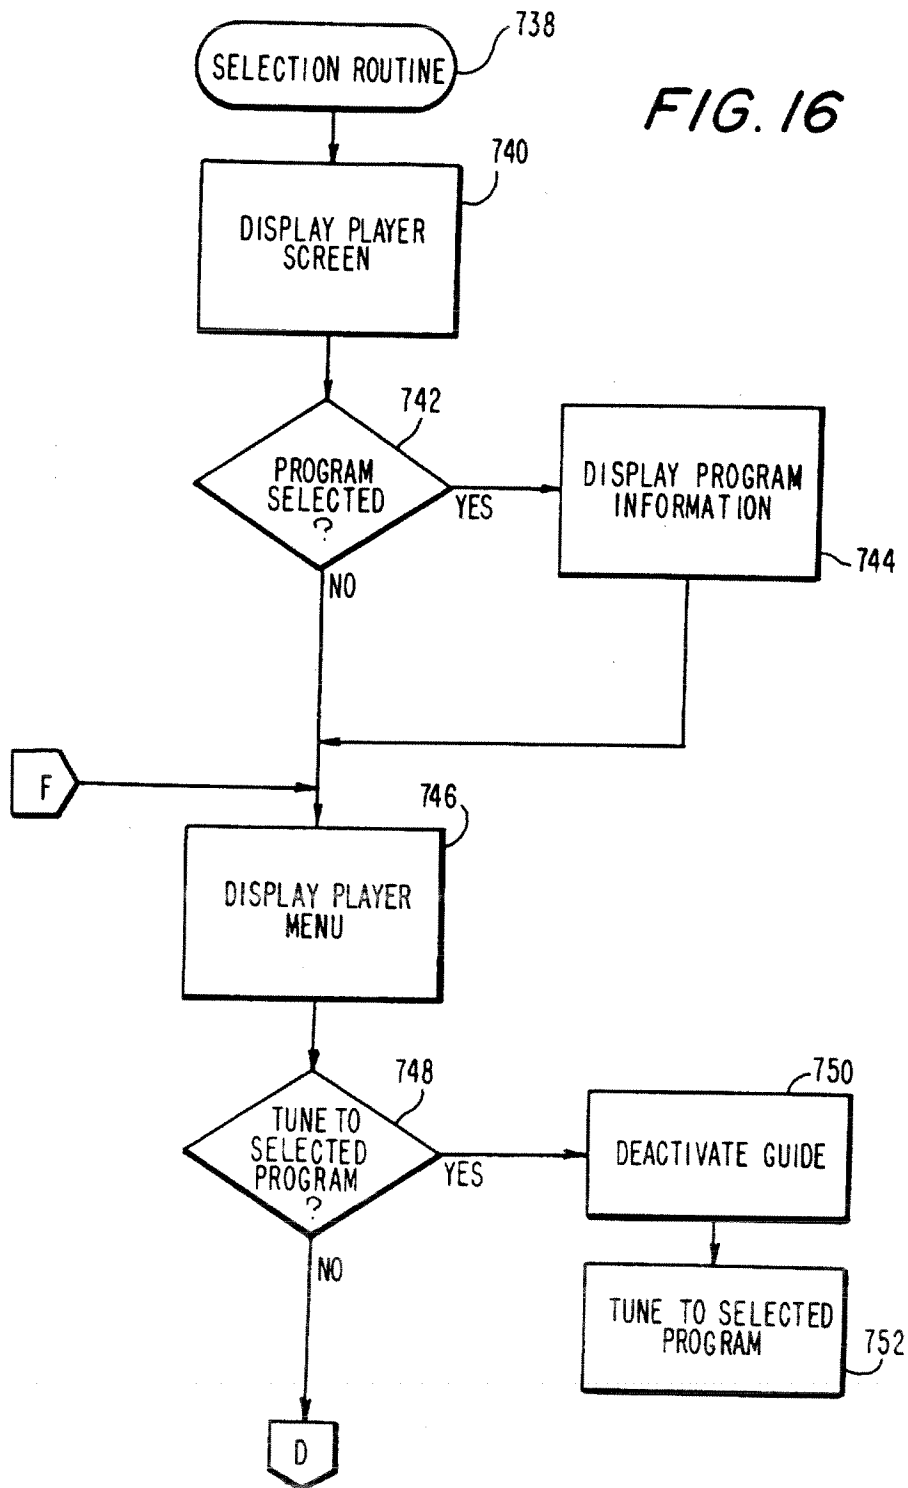 738
SELECTION ROUTINE
FIG. 16
740
DISPLAY PLAYER
SCREEN
742
PROGRAM
SELECTED
?
YES
NO
DISPLAY PROGRAM
INFORMATION
744
F
746
DISPLAY PLAYER
MENU
748
TUNE TO
SELECTED
PROGRAM
?
YES
NO
750
DEACTIVATE GUIDE
TUNE TO SELECTED
PROGRAM
752
D